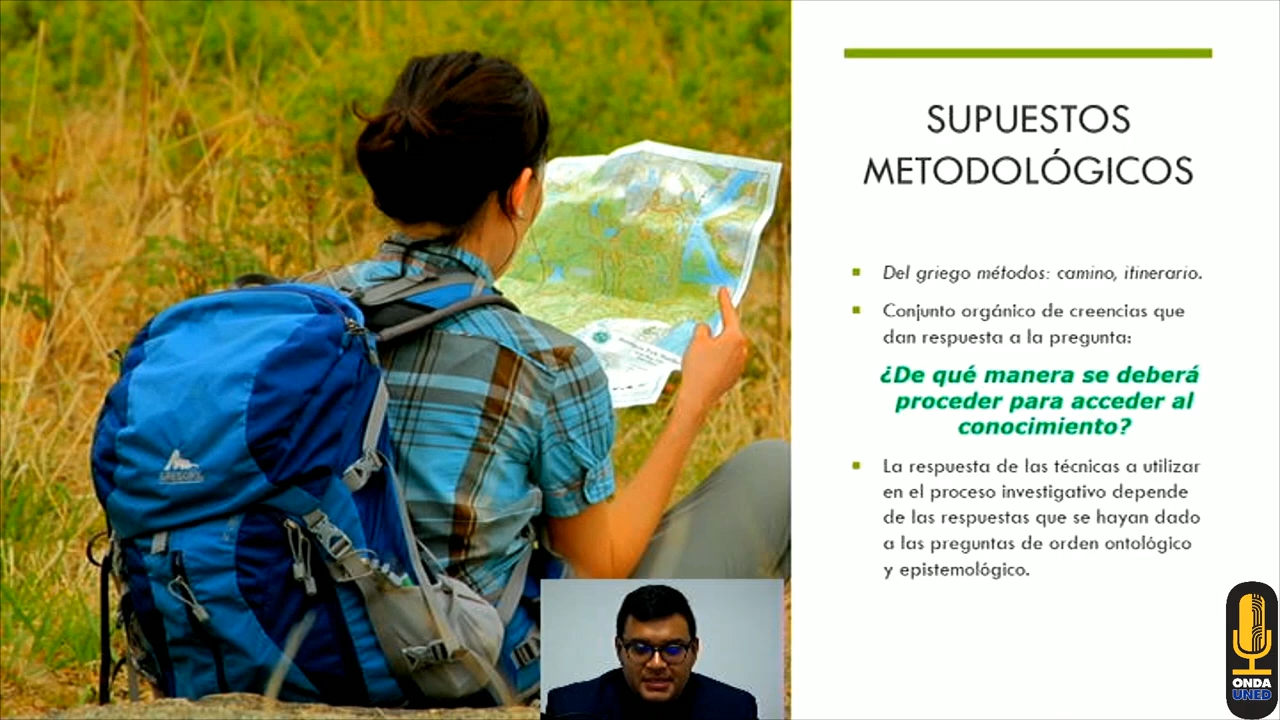 SUPUESTOS
METODOLÓGICOS
Del griego métodos: camino, itinerario.
Conjunto orgánico de creencias que
dan respuesta a la pregunta:
¿De qué manera se deberá
proceder para acceder al
conocimiento?
La respuesta de las técnicas a utilizar
en el proceso investigativo depende
de las respuestas que se hayan dado
a las preguntas de orden ontológico
y epistemológico.
GREGORY
ONDA
UNED